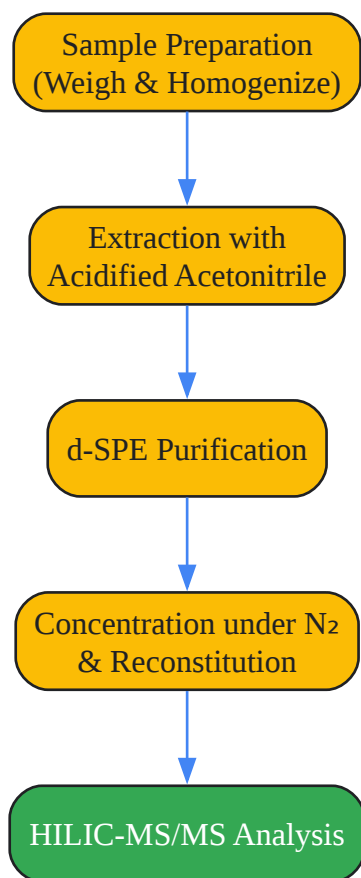 Sample Preparation
(Weigh & Homogenize)
Extraction with
Acidified Acetonitrile
d-SPE Purification
Concentration under N₂
& Reconstitution
HILIC-MS/MS Analysis